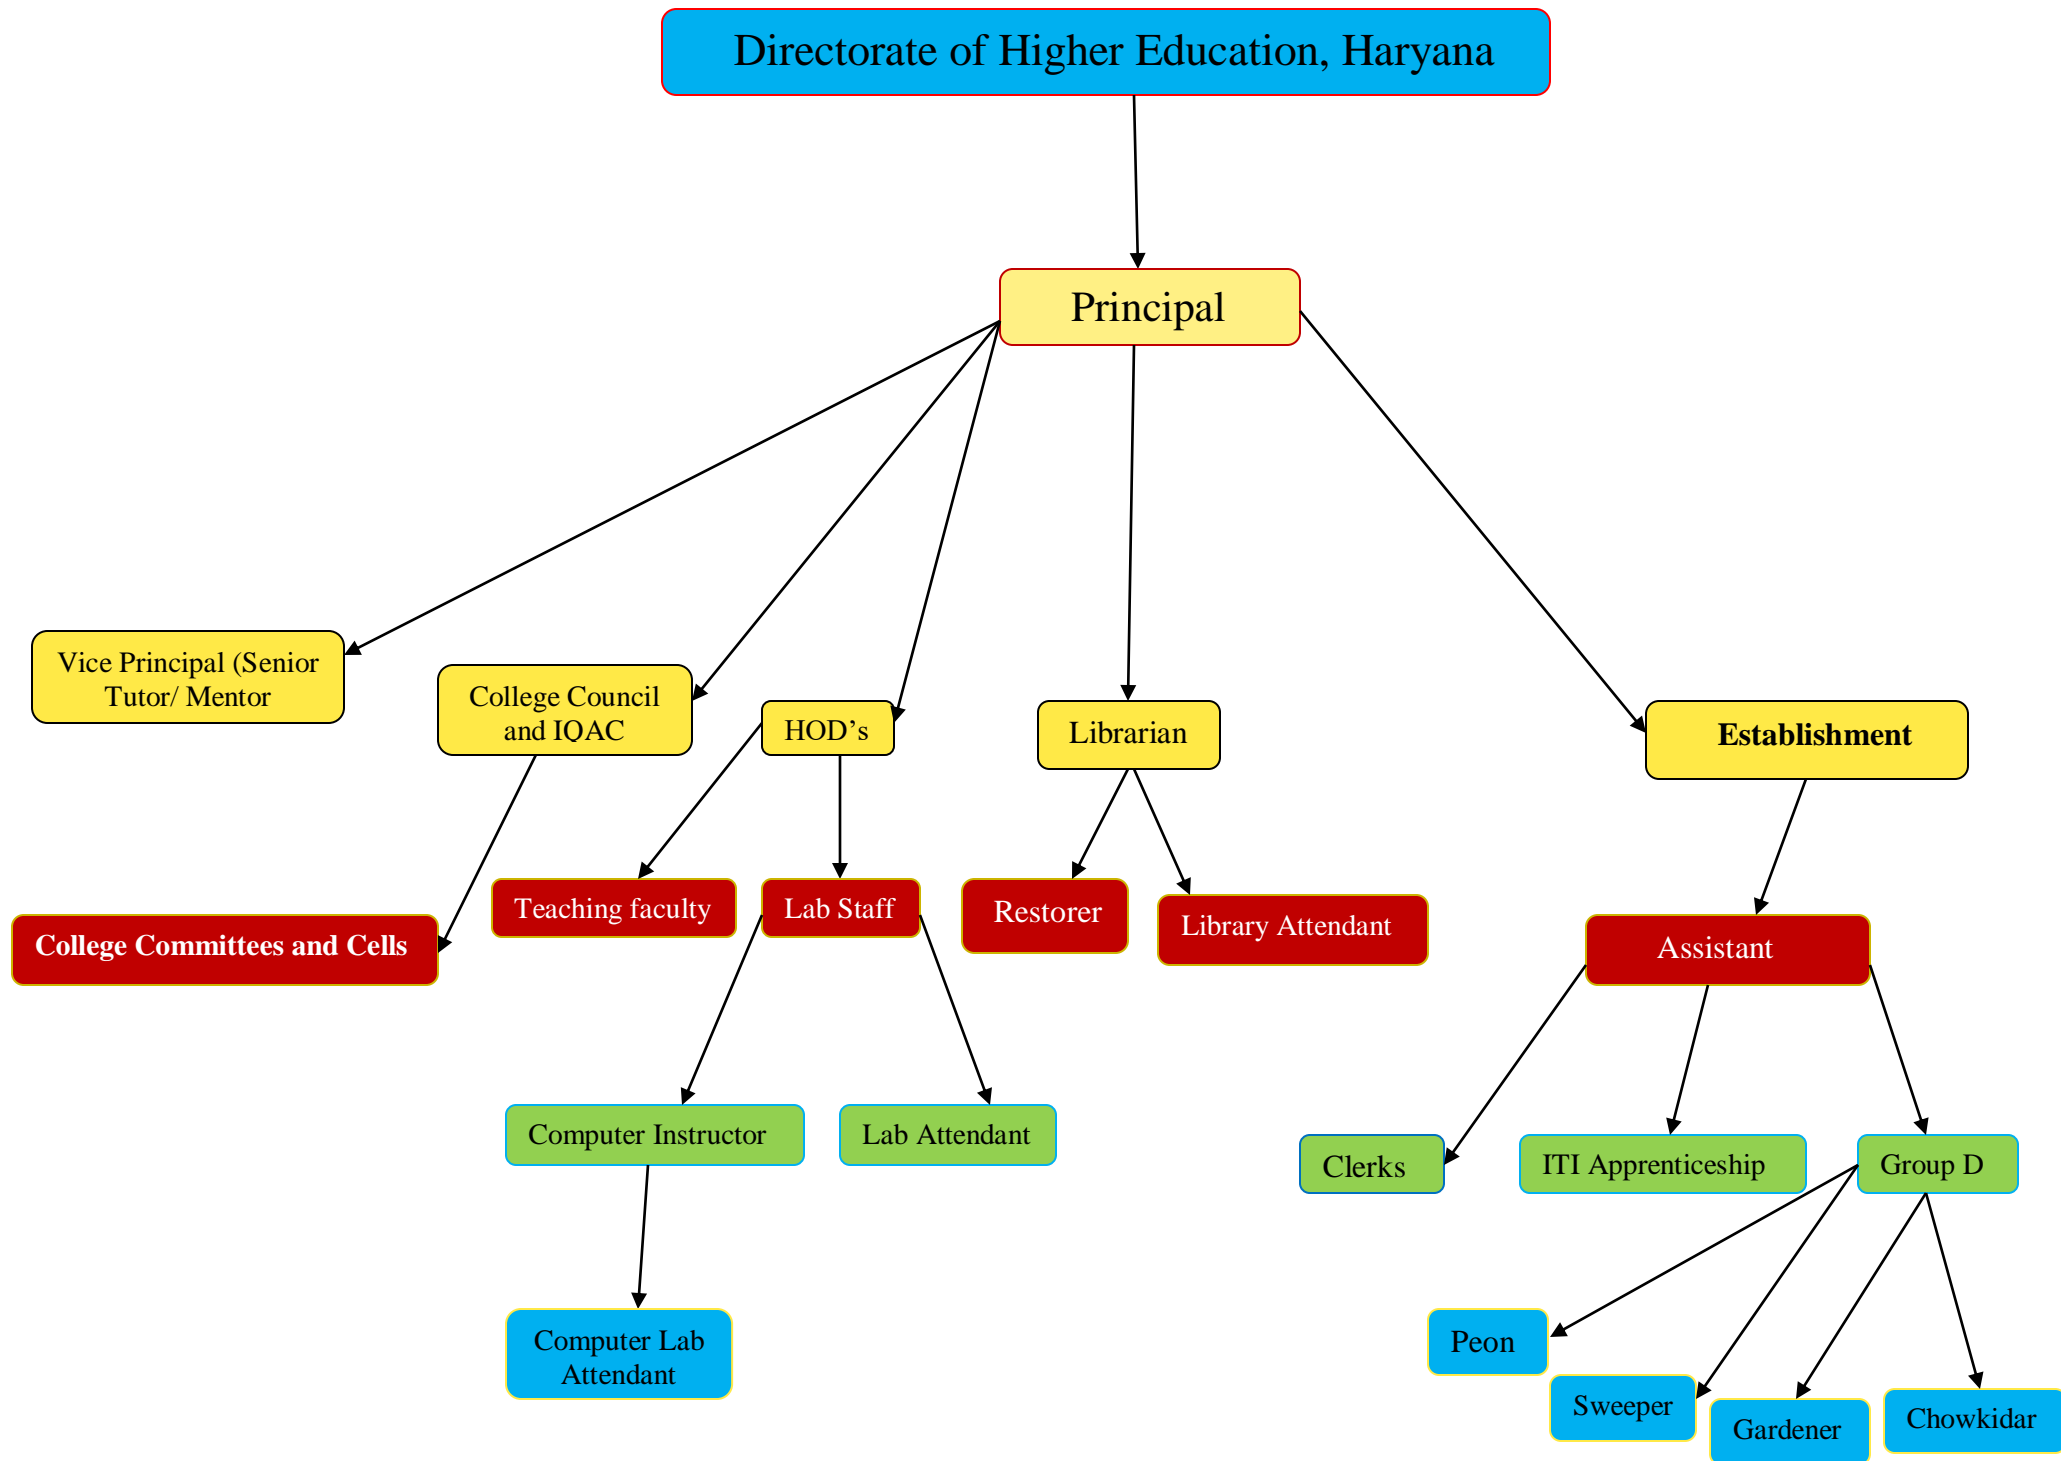 Directorate of Higher Education, Haryana
Principal
Vice Principal (Senior
Tutor/ Mentor
College Council
and IQAC
HOD’s
Librarian
Establishment
Teaching faculty
Lab Staff
Restorer
Library Attendant
College Committees and Cells
Assistant
Computer Instructor
Lab Attendant
Clerks
ITI Apprenticeship
Group D
Computer Lab
Attendant
Peon
Sweeper
Gardener
Chowkidar